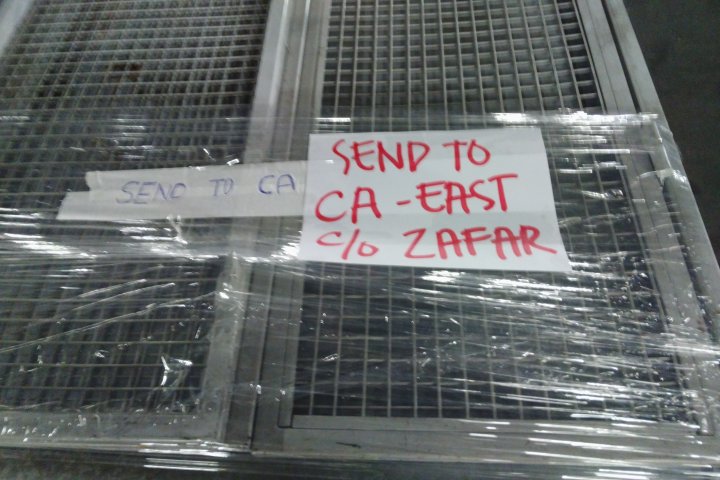 SEND TO CA
SEND TO
CA - EAST
c/o ZAFAR